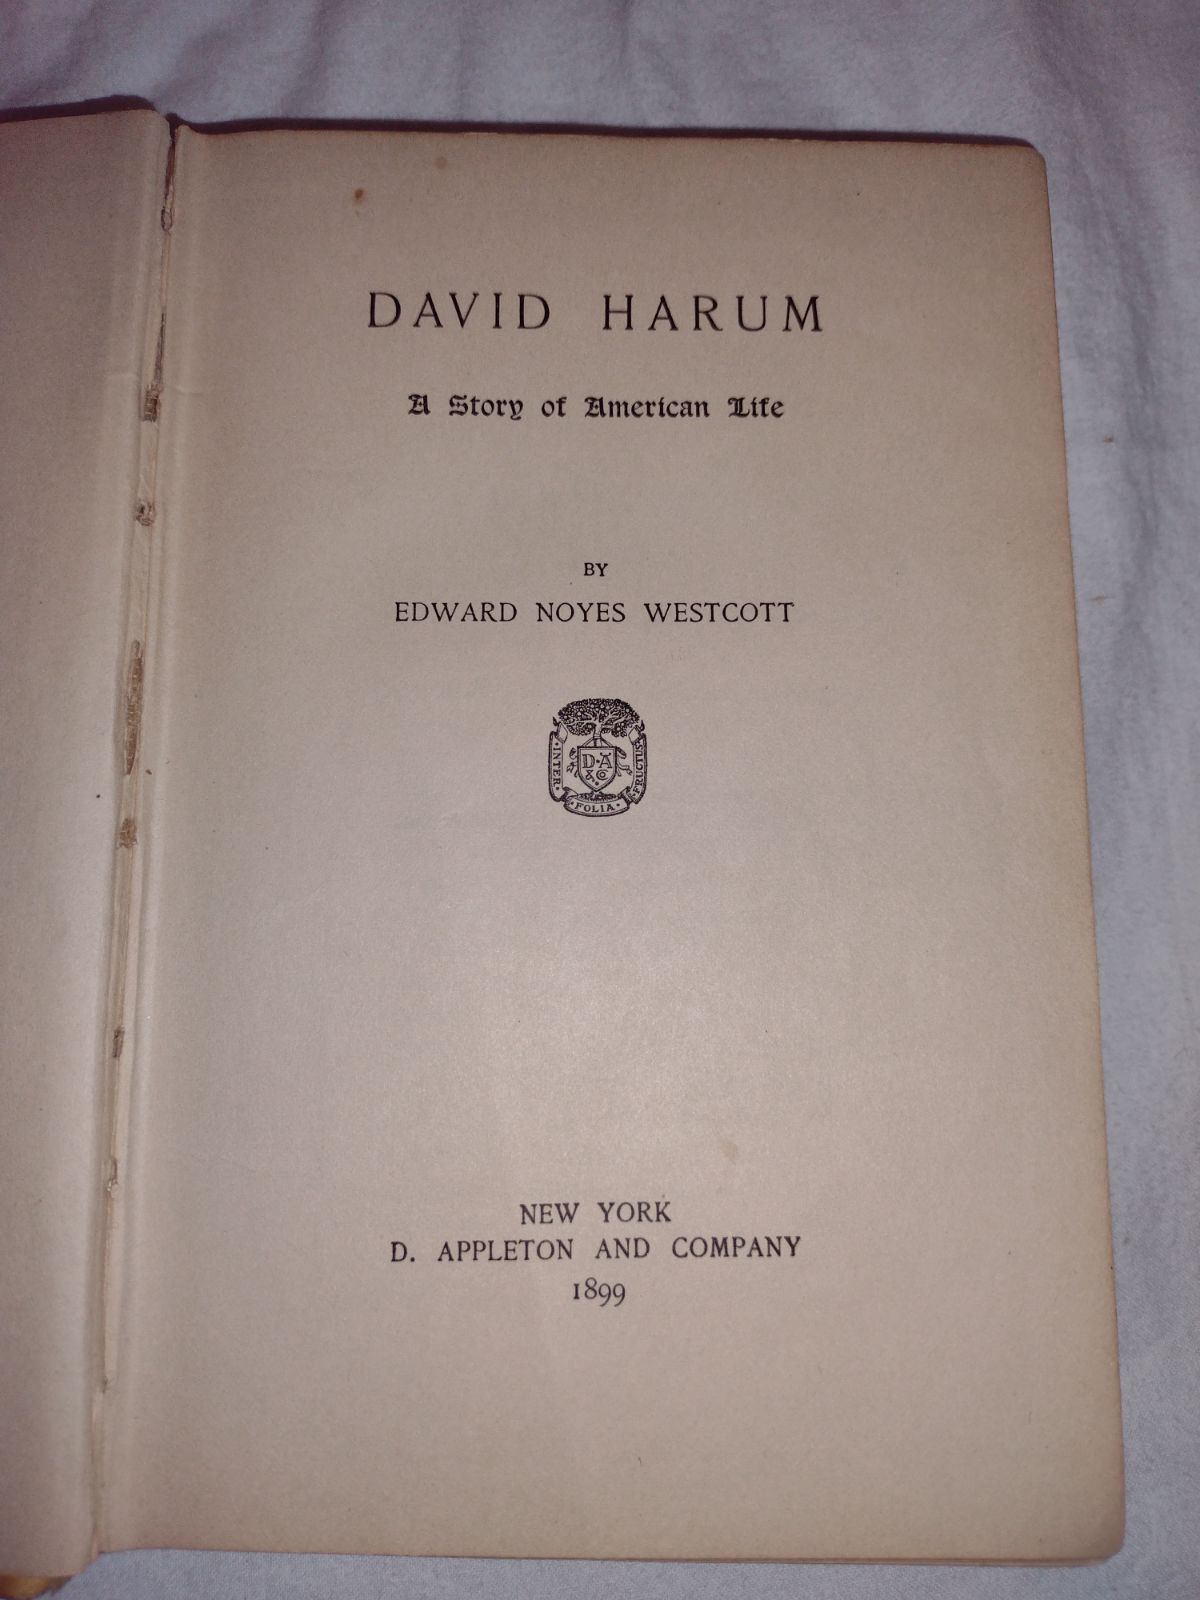 DAVID HARUM
A Story of American Life
BY
EDWARD NOYES WESTCOTT
D·A
& Co
INTER·
·FOLIA·
FRUCTUS
NEW YORK
D. APPLETON AND COMPANY
1899